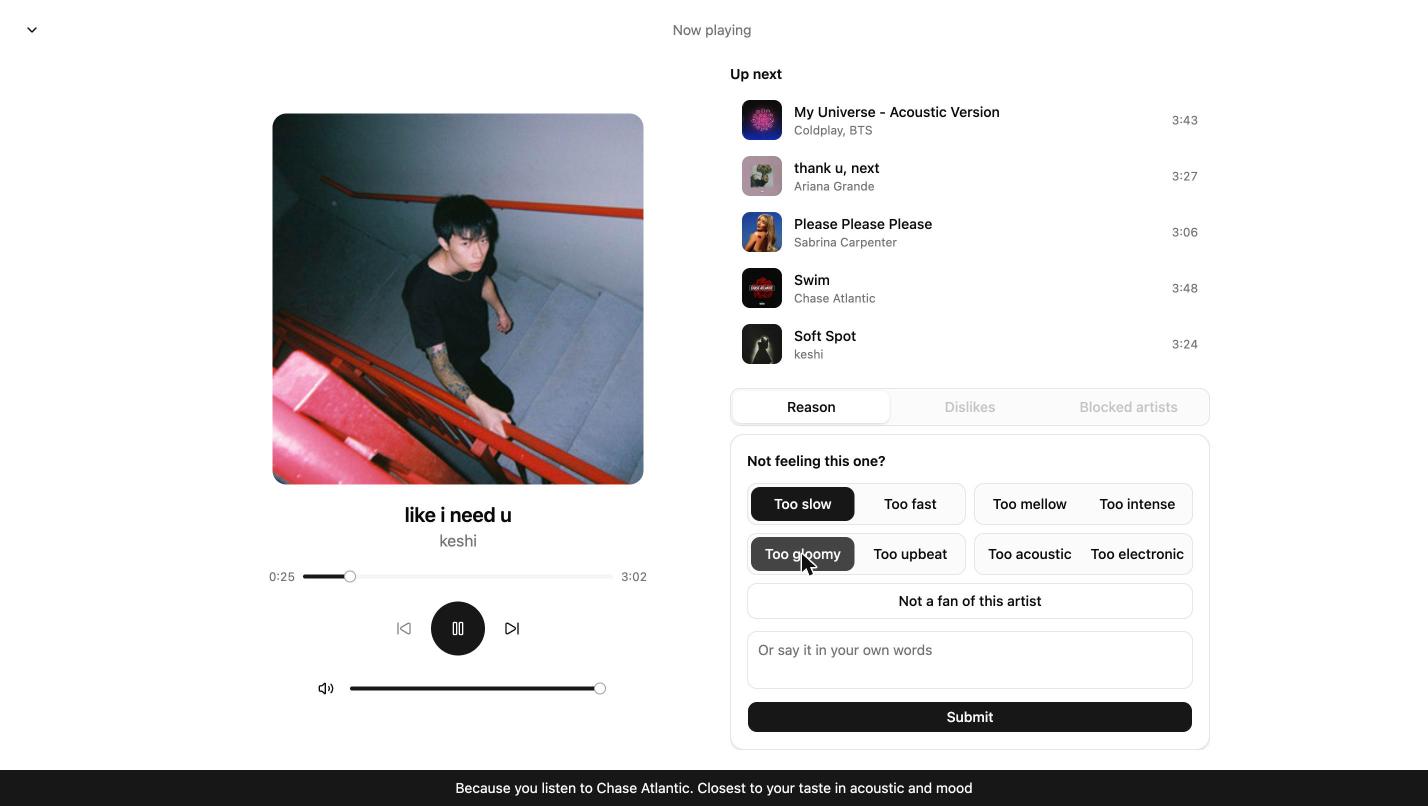 Now playing
like i need u
keshi
0:25
3:02
Up next
My Universe - Acoustic Version
Coldplay, BTS
3:43
thank u, next
Ariana Grande
3:27
Please Please Please
Sabrina Carpenter
3:06
Swim
Chase Atlantic
3:48
Soft Spot
keshi
3:24
Reason
Dislikes
Blocked artists
Not feeling this one?
Too slow
Too fast
Too mellow
Too intense
Too gloomy
Too upbeat
Too acoustic
Too electronic
Not a fan of this artist
Or say it in your own words
Submit
Because you listen to Chase Atlantic. Closest to your taste in acoustic and mood